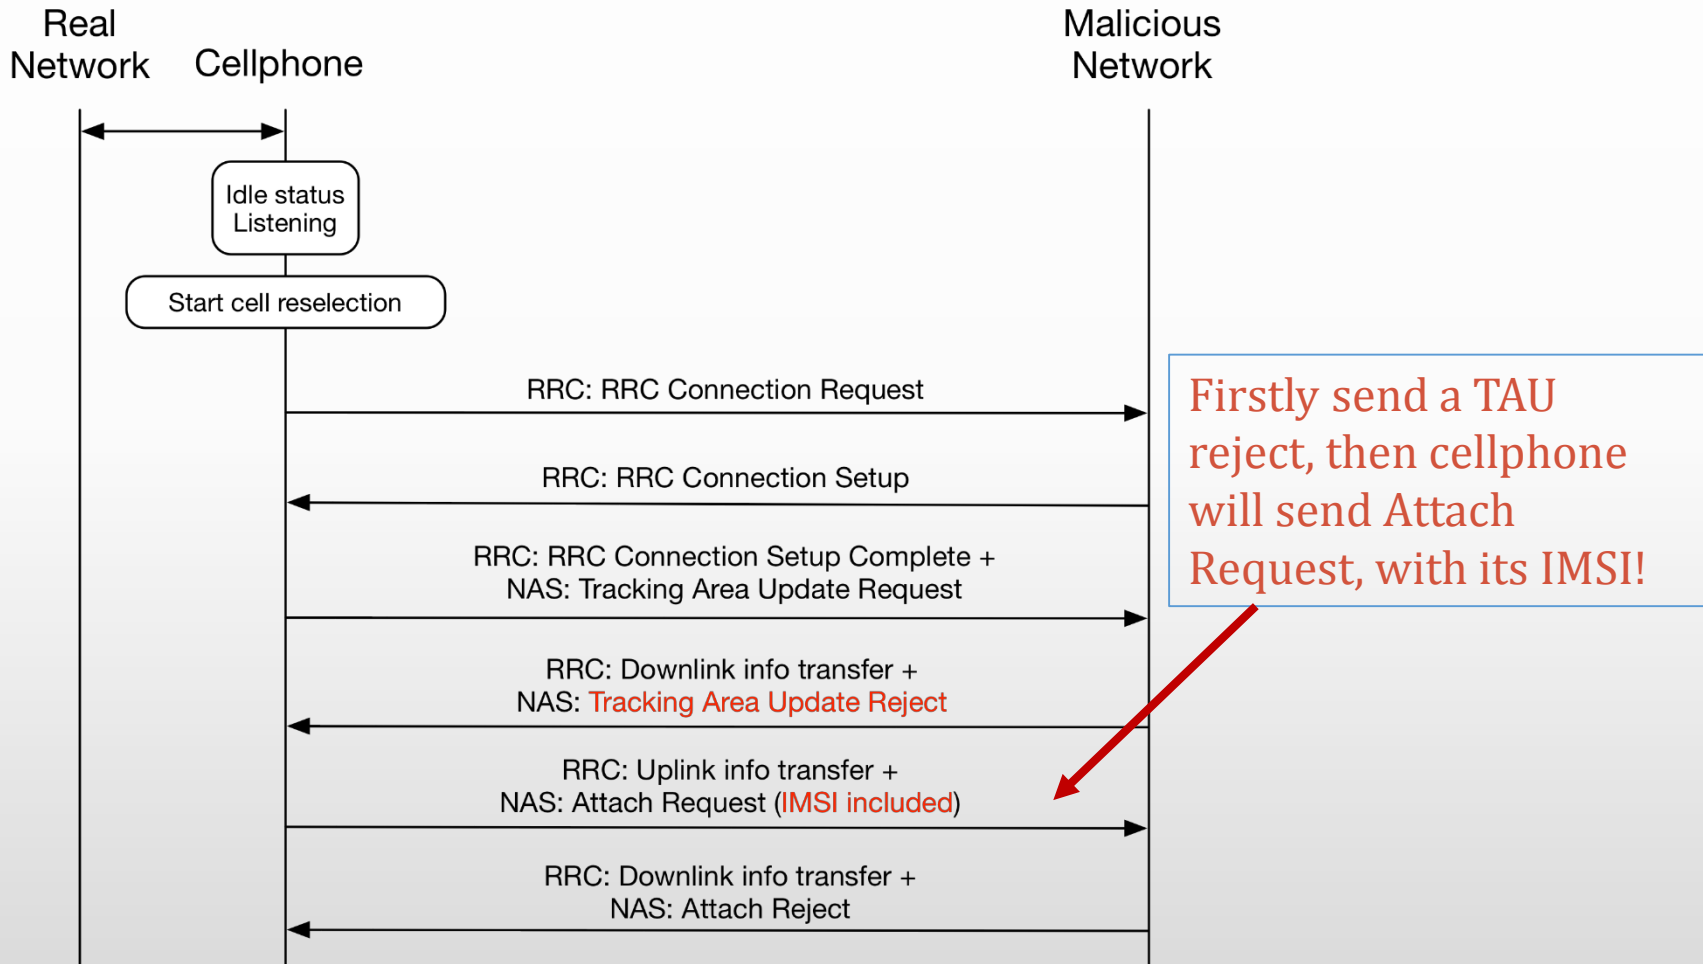 Real
Network
Cellphone
Malicious
Network
Idle status
Listening
Start cell reselection
RRC: RRC Connection Request
RRC: RRC Connection Setup
RRC: RRC Connection Setup Complete +
NAS: Tracking Area Update Request
RRC: Downlink info transfer +
NAS: Tracking Area Update Reject
RRC: Uplink info transfer +
NAS: Attach Request (IMSI included)
RRC: Downlink info transfer +
NAS: Attach Reject
Firstly send a TAU
reject, then cellphone
will send Attach
Request, with its IMSI!